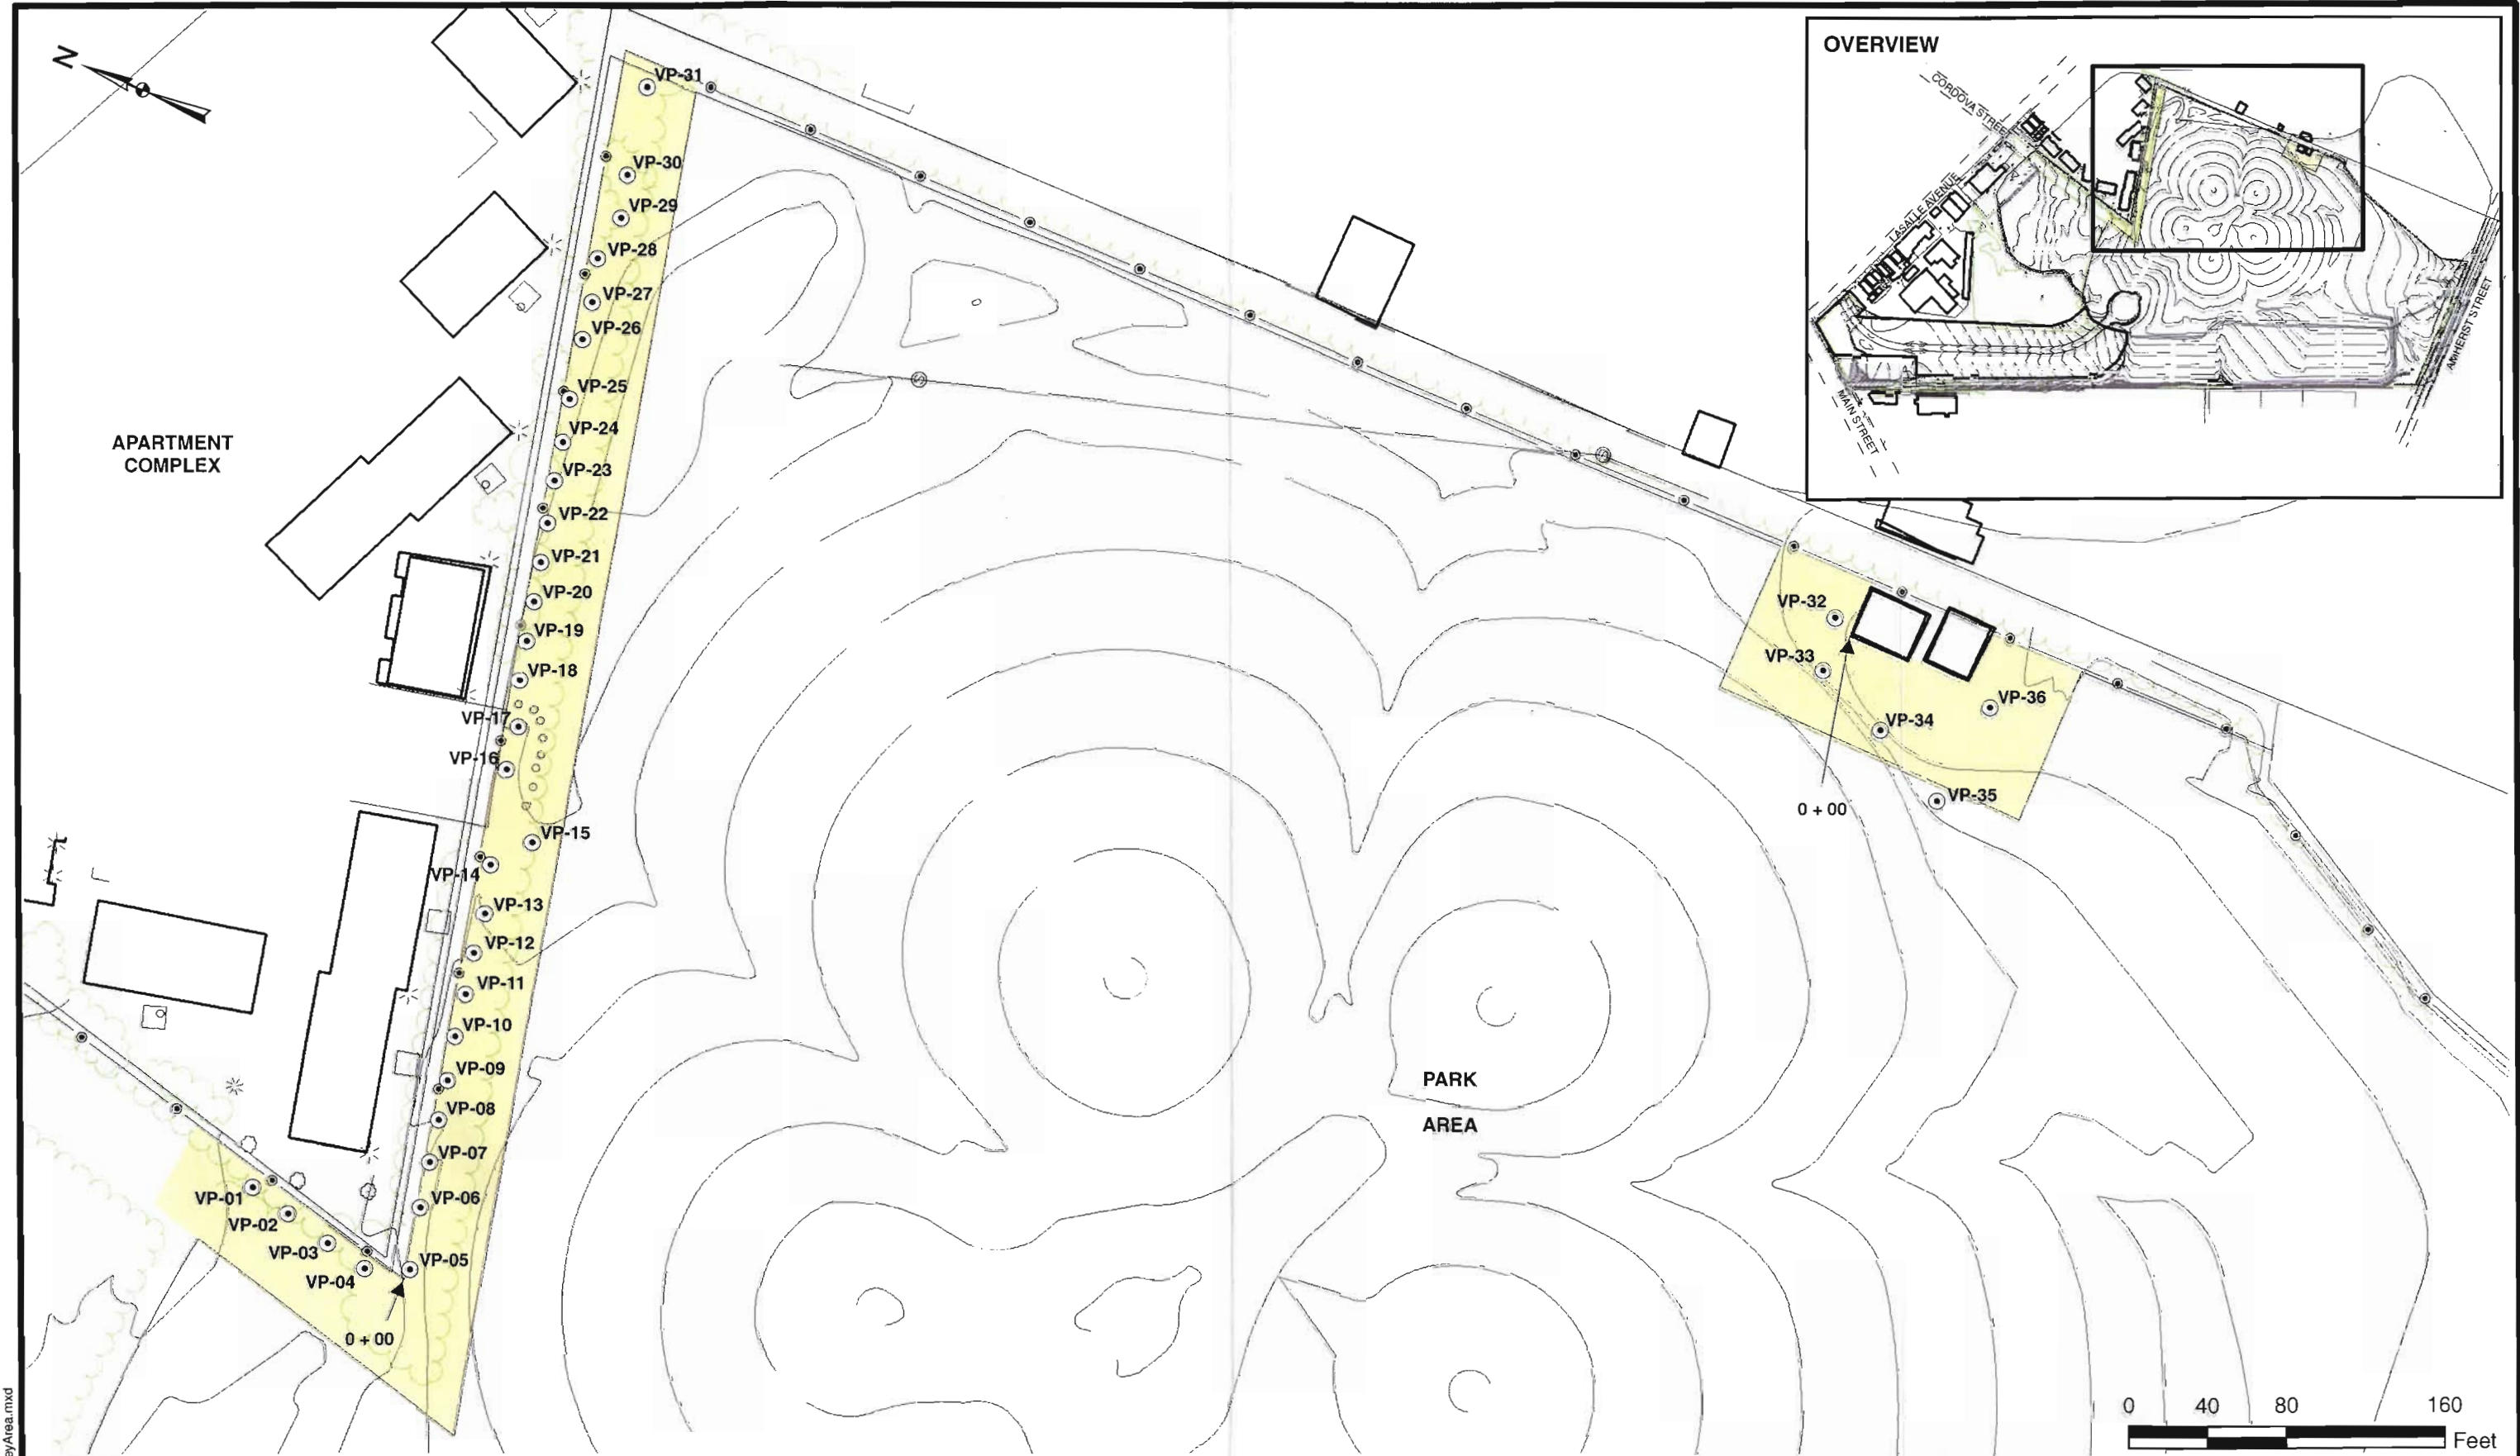 OVERVIEW
CORDOVA STREET
LASALLE AVENUE
MAIN STREET
AMHERST STREET
N
VP-31
VP-30
VP-29
VP-28
VP-27
VP-26
VP-25
VP-24
VP-23
VP-22
VP-21
VP-20
VP-19
VP-18
VP-17
VP-16
VP-15
VP-14
VP-13
VP-12
VP-11
VP-10
VP-09
VP-08
VP-07
VP-06
VP-05
VP-01
VP-02
VP-03
VP-04
0 + 00
APARTMENT
COMPLEX
VP-32
VP-33
VP-34
VP-36
VP-35
0 + 00
PARK
AREA
0 40 80 160
Feet
eyArea.mxd